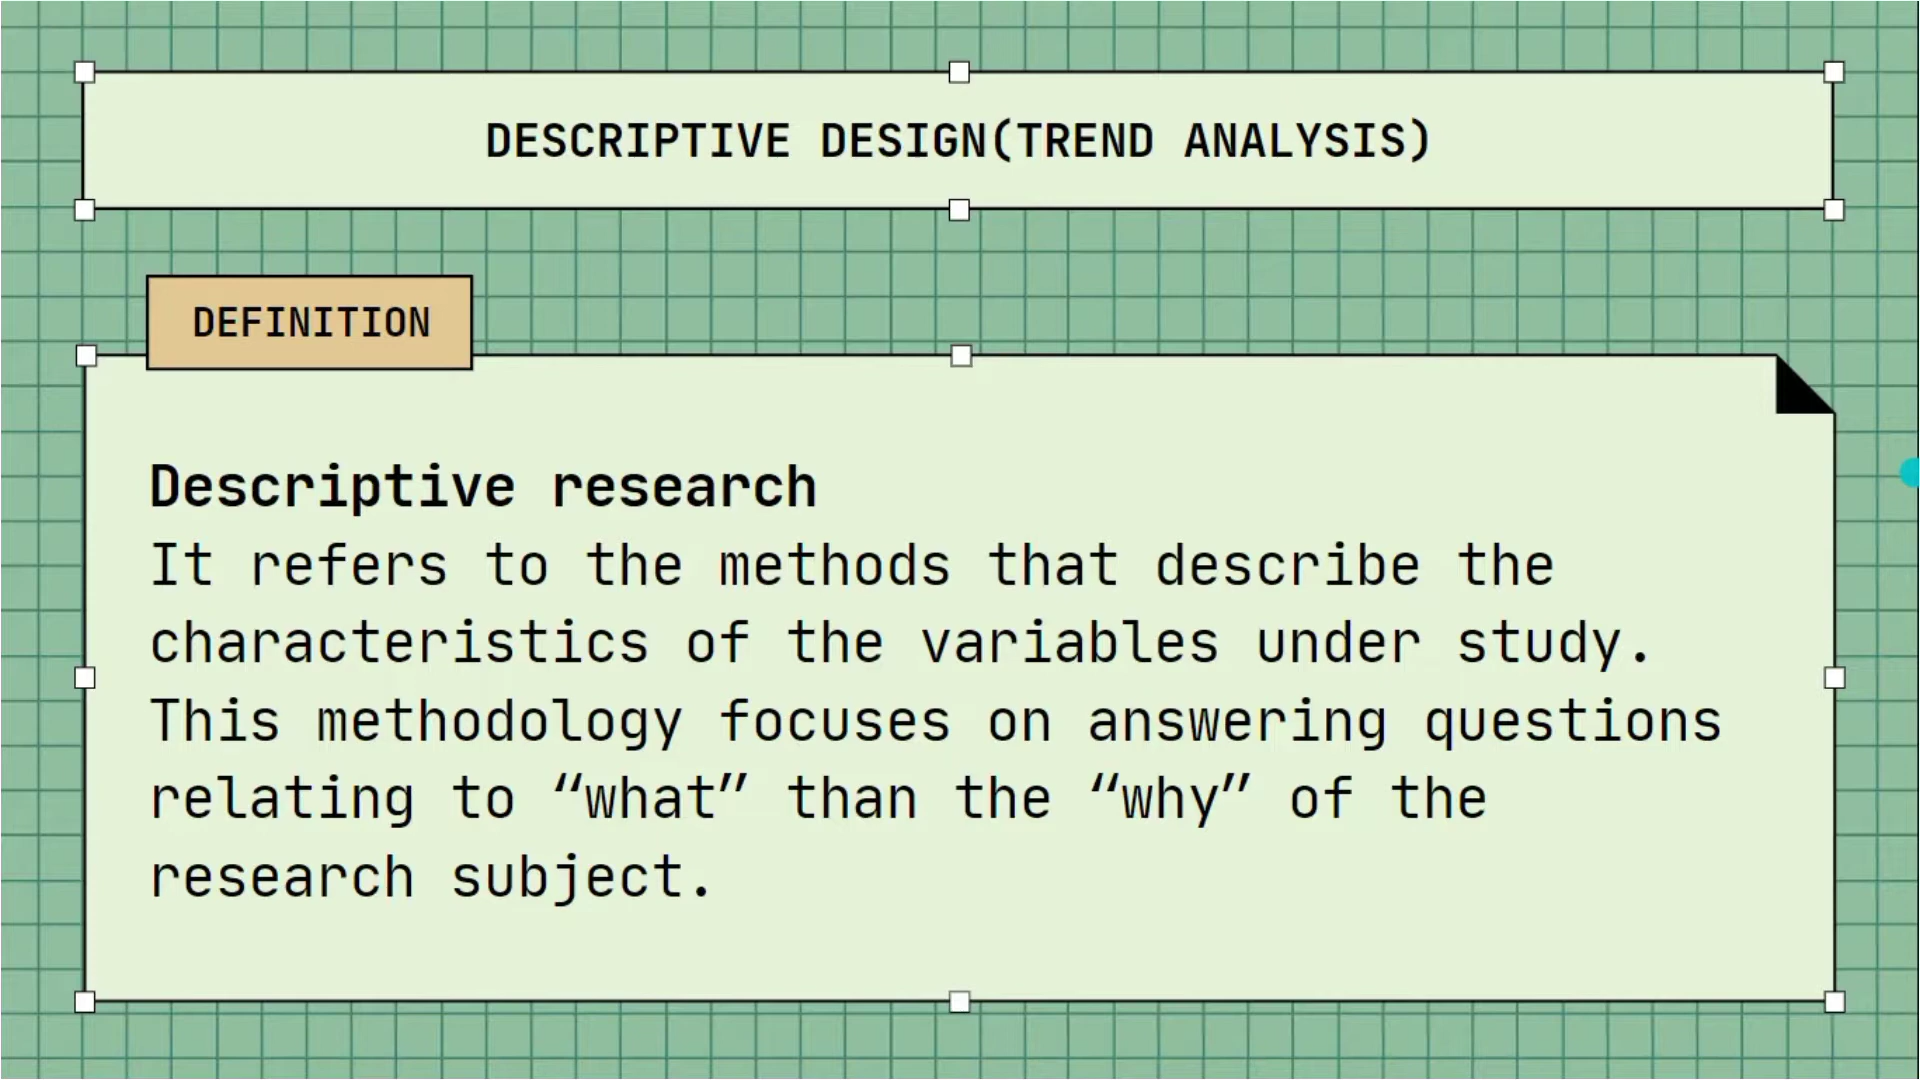 DESCRIPTIVE DESIGN(TREND ANALYSIS)
DEFINITION
Descriptive research
It refers to the methods that describe the
characteristics of the variables under study.
This methodology focuses on answering questions
relating to “what” than the “why” of the
research subject.